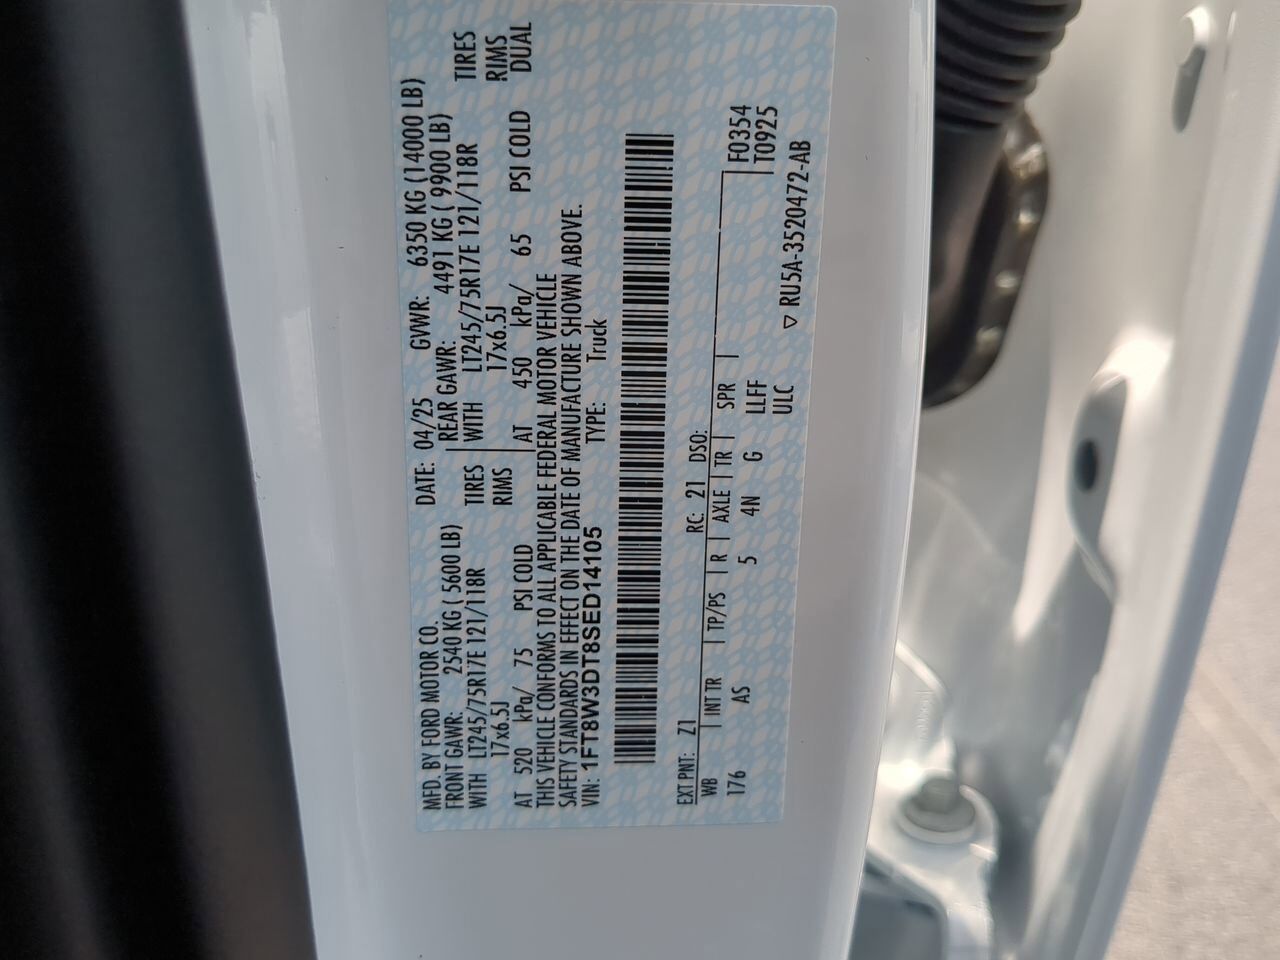 MFD. BY FORD MOTOR CO. DATE: 04/25 GVWR: 6350 KG (14000 LB)
FRONT GAWR: 2540 KG ( 5600 LB) REAR GAWR: 4491 KG ( 9900 LB)
WITH LT245/75R17E 121/118R TIRES WITH LT245/75R17E 121/118R TIRES
17x6.5J RIMS 17x6.5J RIMS
AT 520 kPa/ 75 PSI COLD AT 450 kPa/ 65 PSI COLD DUAL
THIS VEHICLE CONFORMS TO ALL APPLICABLE FEDERAL MOTOR VEHICLE
SAFETY STANDARDS IN EFFECT ON THE DATE OF MANUFACTURE SHOWN ABOVE.
VIN: 1FT8W3DT8SED14105 TYPE: Truck
EXT PNT: Z1 RC: 21 DSO: F0354
WB | INT TR | TP/PS | R | AXLE | TR | SPR | T0925
176 AS 5 4N G LLFF
ULC ▽ RU5A-3520472-AB